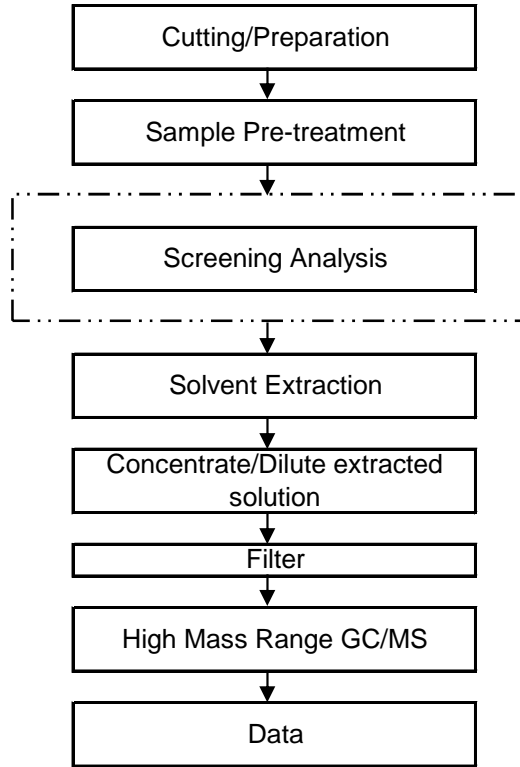 Cutting/Preparation
Sample Pre-treatment
Screening Analysis
Solvent Extraction
Concentrate/Dilute extracted
solution
Filter
High Mass Range GC/MS
Data